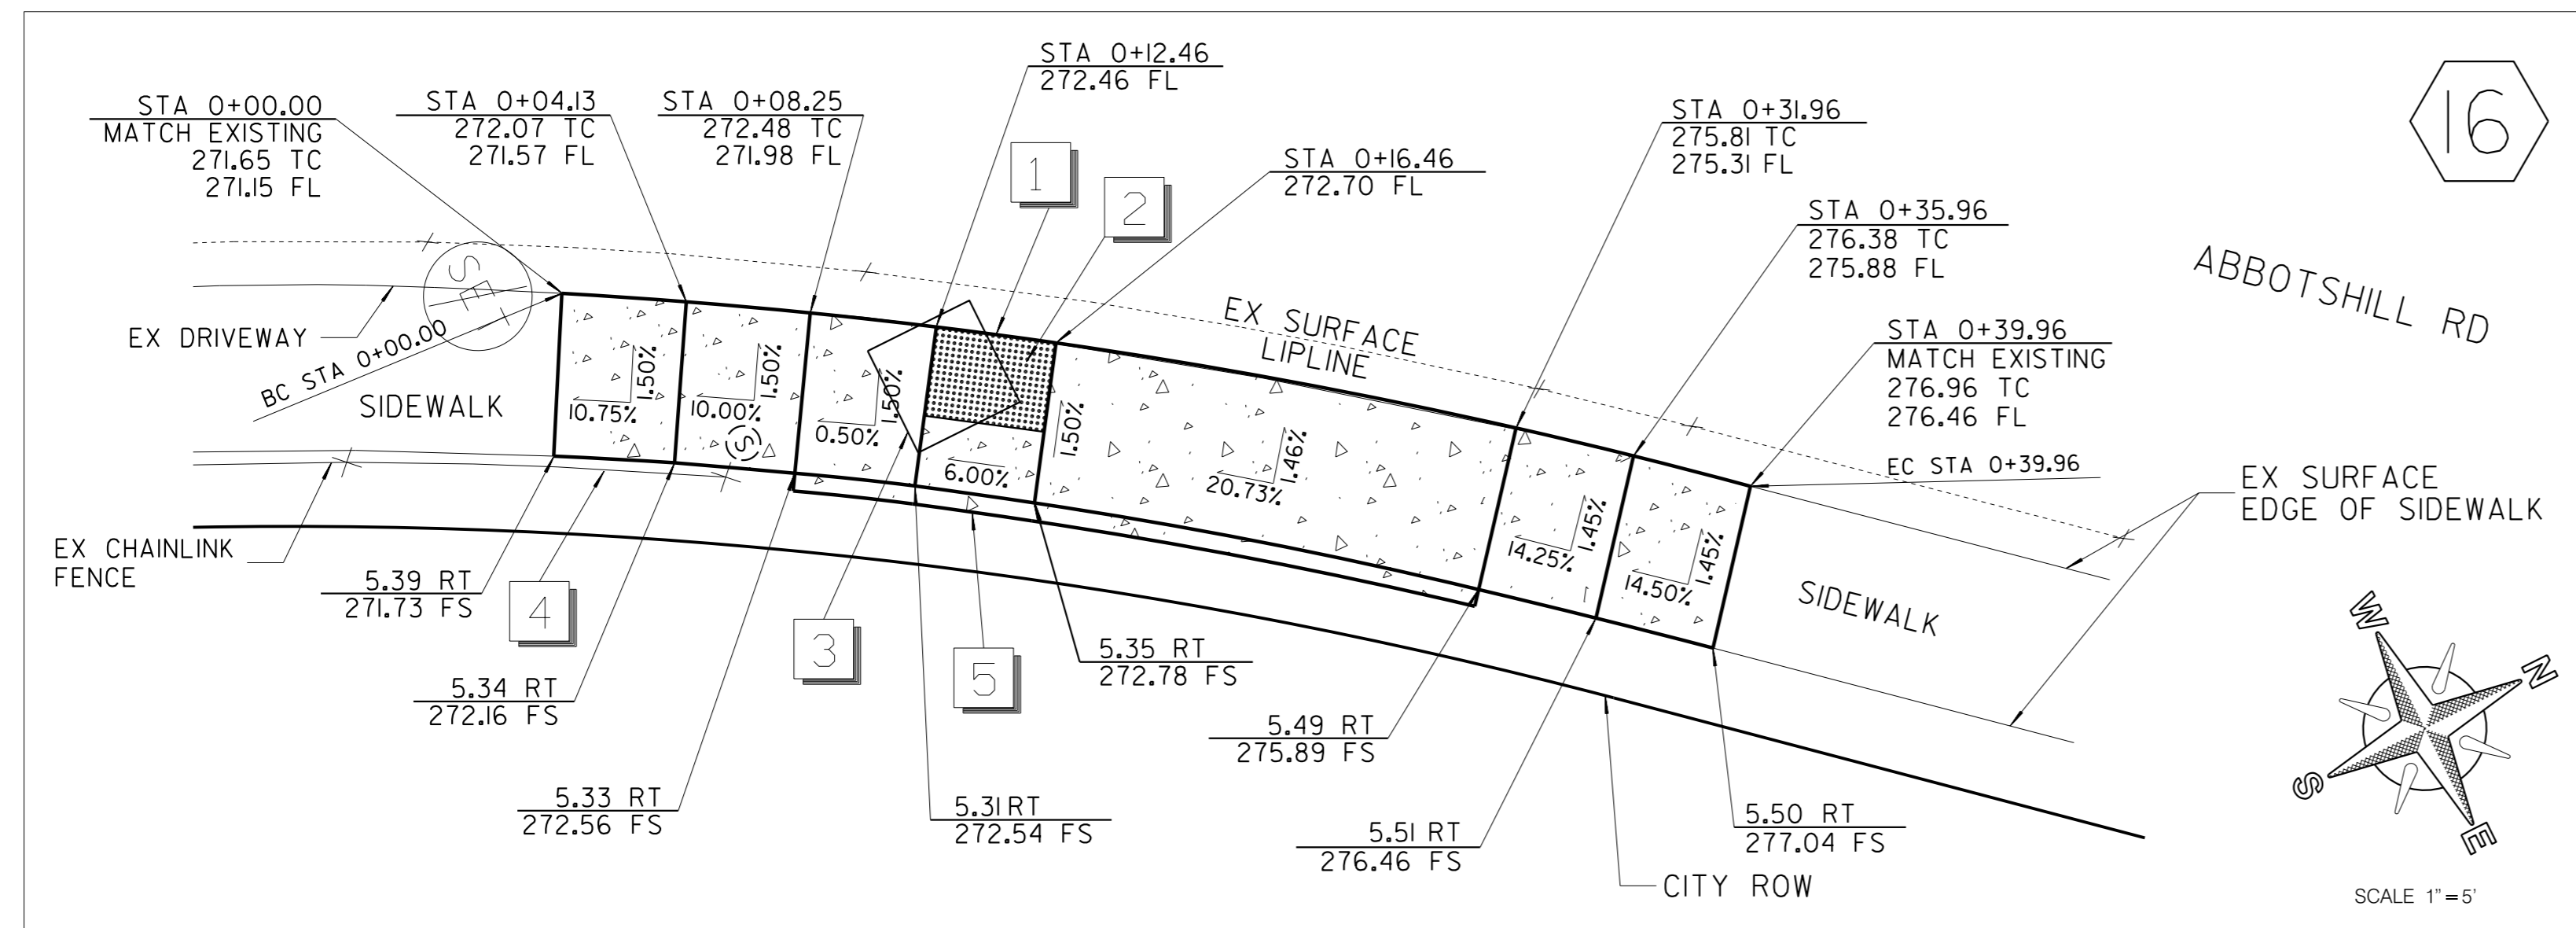 STA 0+12.46
272.46 FL
STA 0+00.00
MATCH EXISTING
271.65 TC
271.15 FL
STA 0+04.13
272.07 TC
271.57 FL
STA 0+08.25
272.48 TC
271.98 FL
1
2
STA 0+16.46
272.70 FL
STA 0+31.96
275.81 TC
275.31 FL
16
STA 0+35.96
276.38 TC
275.88 FL
ABBOTSHILL RD
EX DRIVEWAY
BC STA 0+00.00
SIDEWALK
EX SURFACE
LIPLINE
STA 0+39.96
MATCH EXISTING
276.96 TC
276.46 FL
EC STA 0+39.96
EX SURFACE
EDGE OF SIDEWALK
10.75%
1.50%
10.00%
1.50%
(S)
0.50%
1.50%
6.00%
1.50%
20.73%
1.46%
14.25%
1.45%
14.50%
1.45%
SIDEWALK
EX CHAINLINK
FENCE
5.39 RT
271.73 FS
4
3
5
5.34 RT
272.16 FS
5.33 RT
272.56 FS
5.31 RT
272.54 FS
5.35 RT
272.78 FS
5.49 RT
275.89 FS
5.51 RT
276.46 FS
5.50 RT
277.04 FS
CITY ROW
W
N
S
E
SCALE 1"=5'